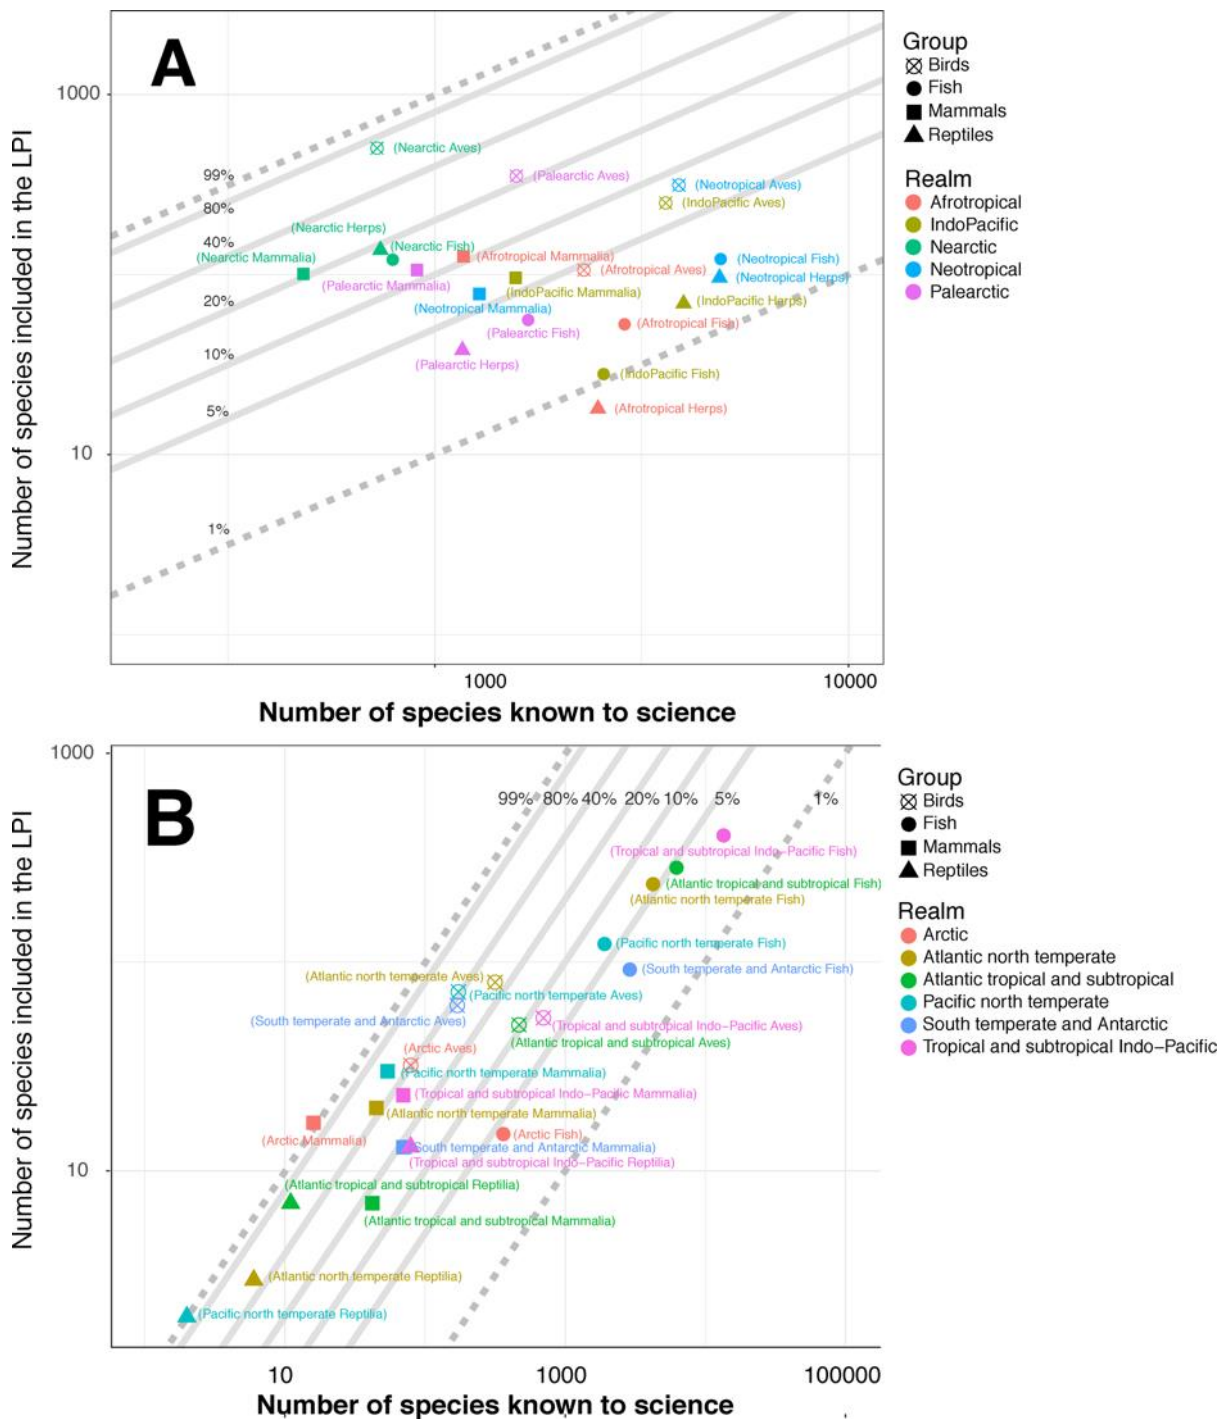 A
Number of species included in the LPI
1000
10
99%
80%
40%
20%
10%
5%
1%
(Nearctic Aves)
(Palearctic Aves)
(Neotropical Aves)
(IndoPacific Aves)
(Nearctic Herps)
(Nearctic Fish)
(Nearctic Mammalia)
(Afrotropical Mammalia)
(Palearctic Mammalia)
(Afrotropical Aves)
(Neotropical Fish)
(Neotropical Herps)
(IndoPacific Mammalia)
(Neotropical Mammalia)
(IndoPacific Herps)
(Palearctic Fish)
(Afrotropical Fish)
(Palearctic Herps)
(IndoPacific Fish)
(Afrotropical Herps)
1000
10000
Number of species known to science
Group
Birds
Fish
Mammals
Reptiles
Realm
Afrotropical
IndoPacific
Nearctic
Neotropical
Palearctic
B
Number of species included in the LPI
1000
10
99%
80%
40%
20%
10%
5%
1%
(Tropical and subtropical Indo-Pacific Fish)
(Atlantic tropical and subtropical Fish)
(Atlantic north temperate Fish)
(Pacific north temperate Fish)
(South temperate and Antarctic Fish)
(Atlantic north temperate Aves)
(Pacific north temperate Aves)
(South temperate and Antarctic Aves)
(Tropical and subtropical Indo-Pacific Aves)
(Atlantic tropical and subtropical Aves)
(Arctic Aves)
(Pacific north temperate Mammalia)
(Tropical and subtropical Indo-Pacific Mammalia)
(Atlantic north temperate Mammalia)
(Arctic Mammalia)
(Arctic Fish)
(South temperate and Antarctic Mammalia)
(Tropical and subtropical Indo-Pacific Reptilia)
(Atlantic tropical and subtropical Reptilia)
(Atlantic tropical and subtropical Mammalia)
(Atlantic north temperate Reptilia)
(Pacific north temperate Reptilia)
10
1000
100000
Number of species known to science
Group
Birds
Fish
Mammals
Reptiles
Realm
Arctic
Atlantic north temperate
Atlantic tropical and subtropical
Pacific north temperate
South temperate and Antarctic
Tropical and subtropical Indo-Pacific